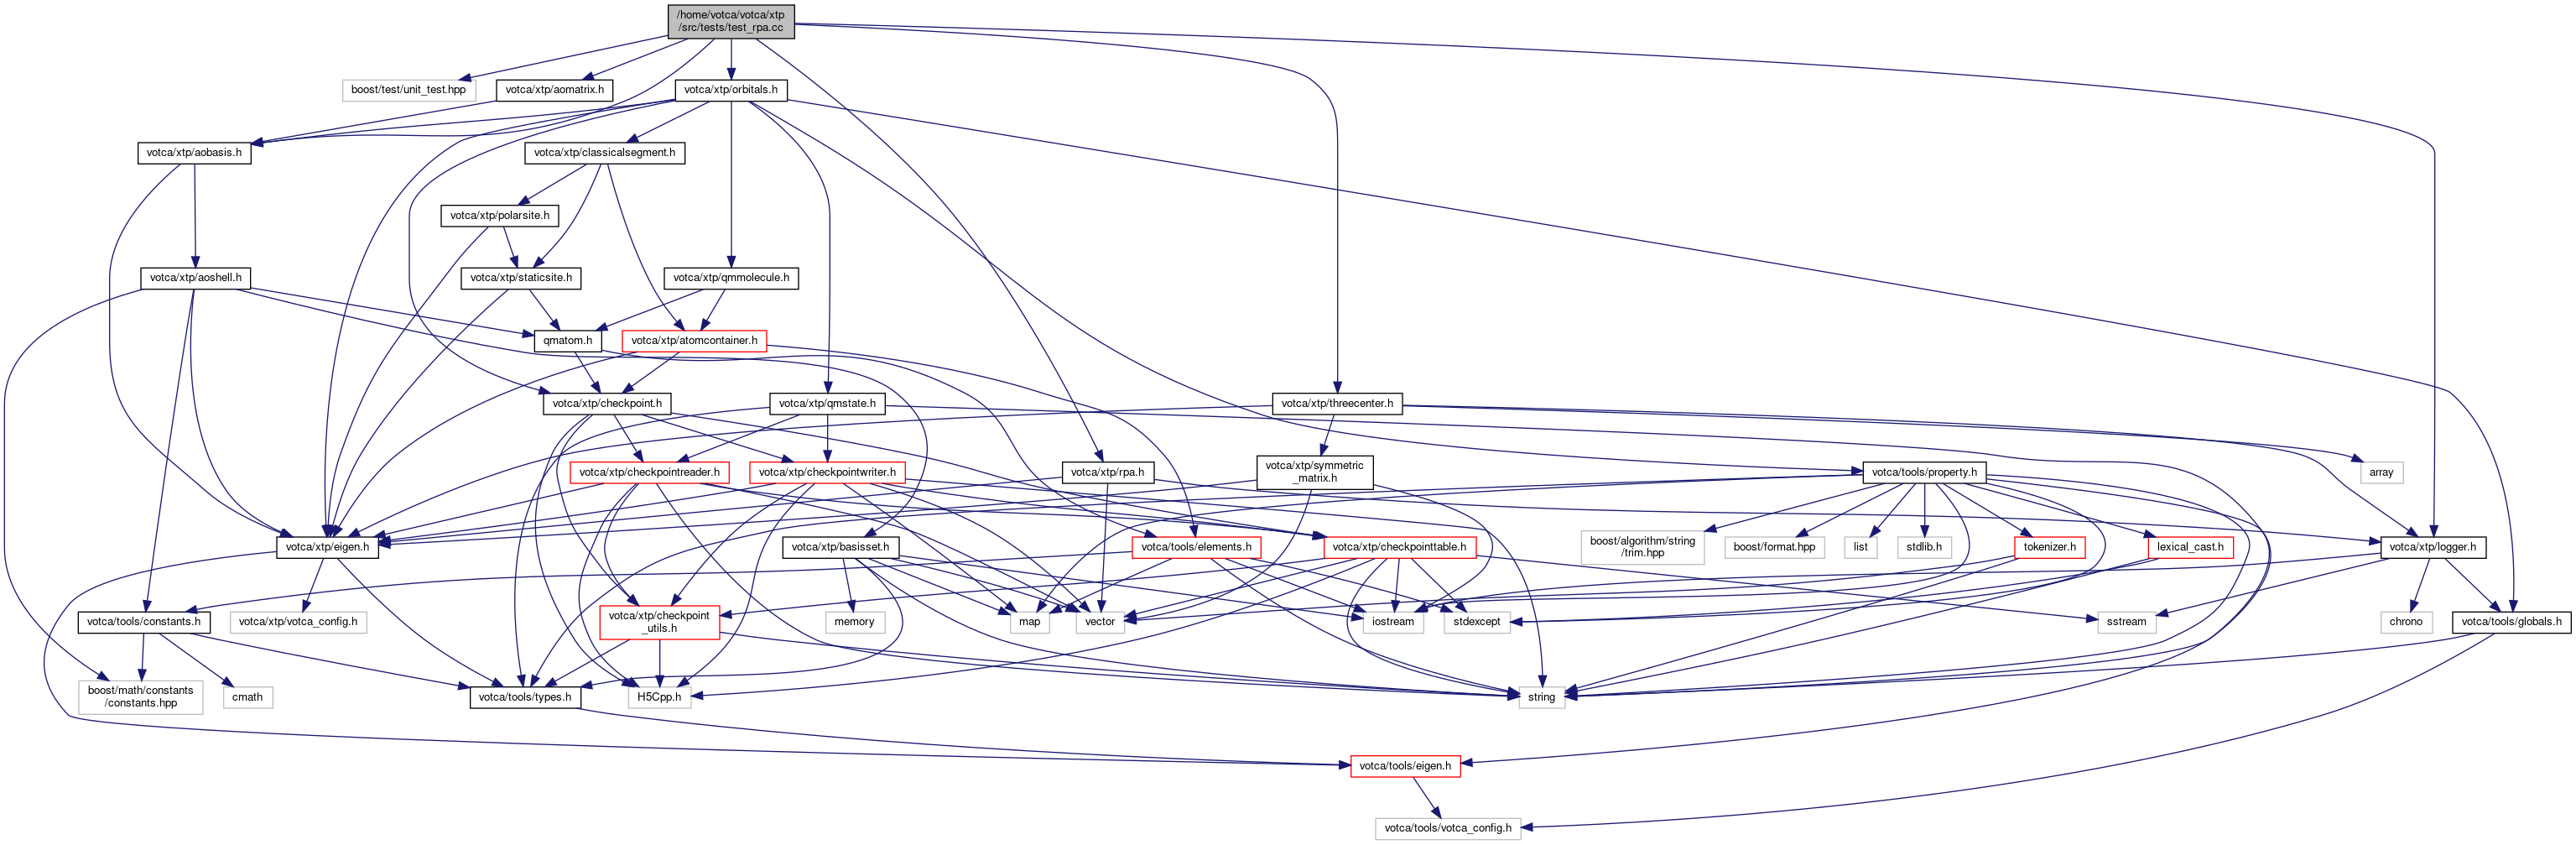 /home/votca/votca/xtp
/src/tests/test_rpa.cc
boost/test/unit_test.hpp
votca/xtp/aomatrix.h
votca/xtp/orbitals.h
votca/xtp/aobasis.h
votca/xtp/classicalsegment.h
votca/xtp/polarsite.h
votca/xtp/aoshell.h
votca/xtp/staticsite.h
votca/xtp/qmmolecule.h
qmatom.h
votca/xtp/atomcontainer.h
votca/xtp/checkpoint.h
votca/xtp/qmstate.h
votca/xtp/threecenter.h
votca/xtp/checkpointreader.h
votca/xtp/checkpointwriter.h
votca/xtp/rpa.h
votca/xtp/symmetric
_matrix.h
votca/tools/property.h
array
votca/xtp/eigen.h
votca/xtp/basisset.h
votca/tools/elements.h
votca/xtp/checkpointtable.h
boost/algorithm/string
/trim.hpp
boost/format.hpp
list
stdlib.h
tokenizer.h
lexical_cast.h
votca/xtp/logger.h
votca/tools/constants.h
votca/xtp/votca_config.h
votca/xtp/checkpoint
_utils.h
memory
map
vector
iostream
stdexcept
sstream
chrono
votca/tools/globals.h
boost/math/constants
/constants.hpp
cmath
votca/tools/types.h
H5Cpp.h
string
votca/tools/eigen.h
votca/tools/votca_config.h